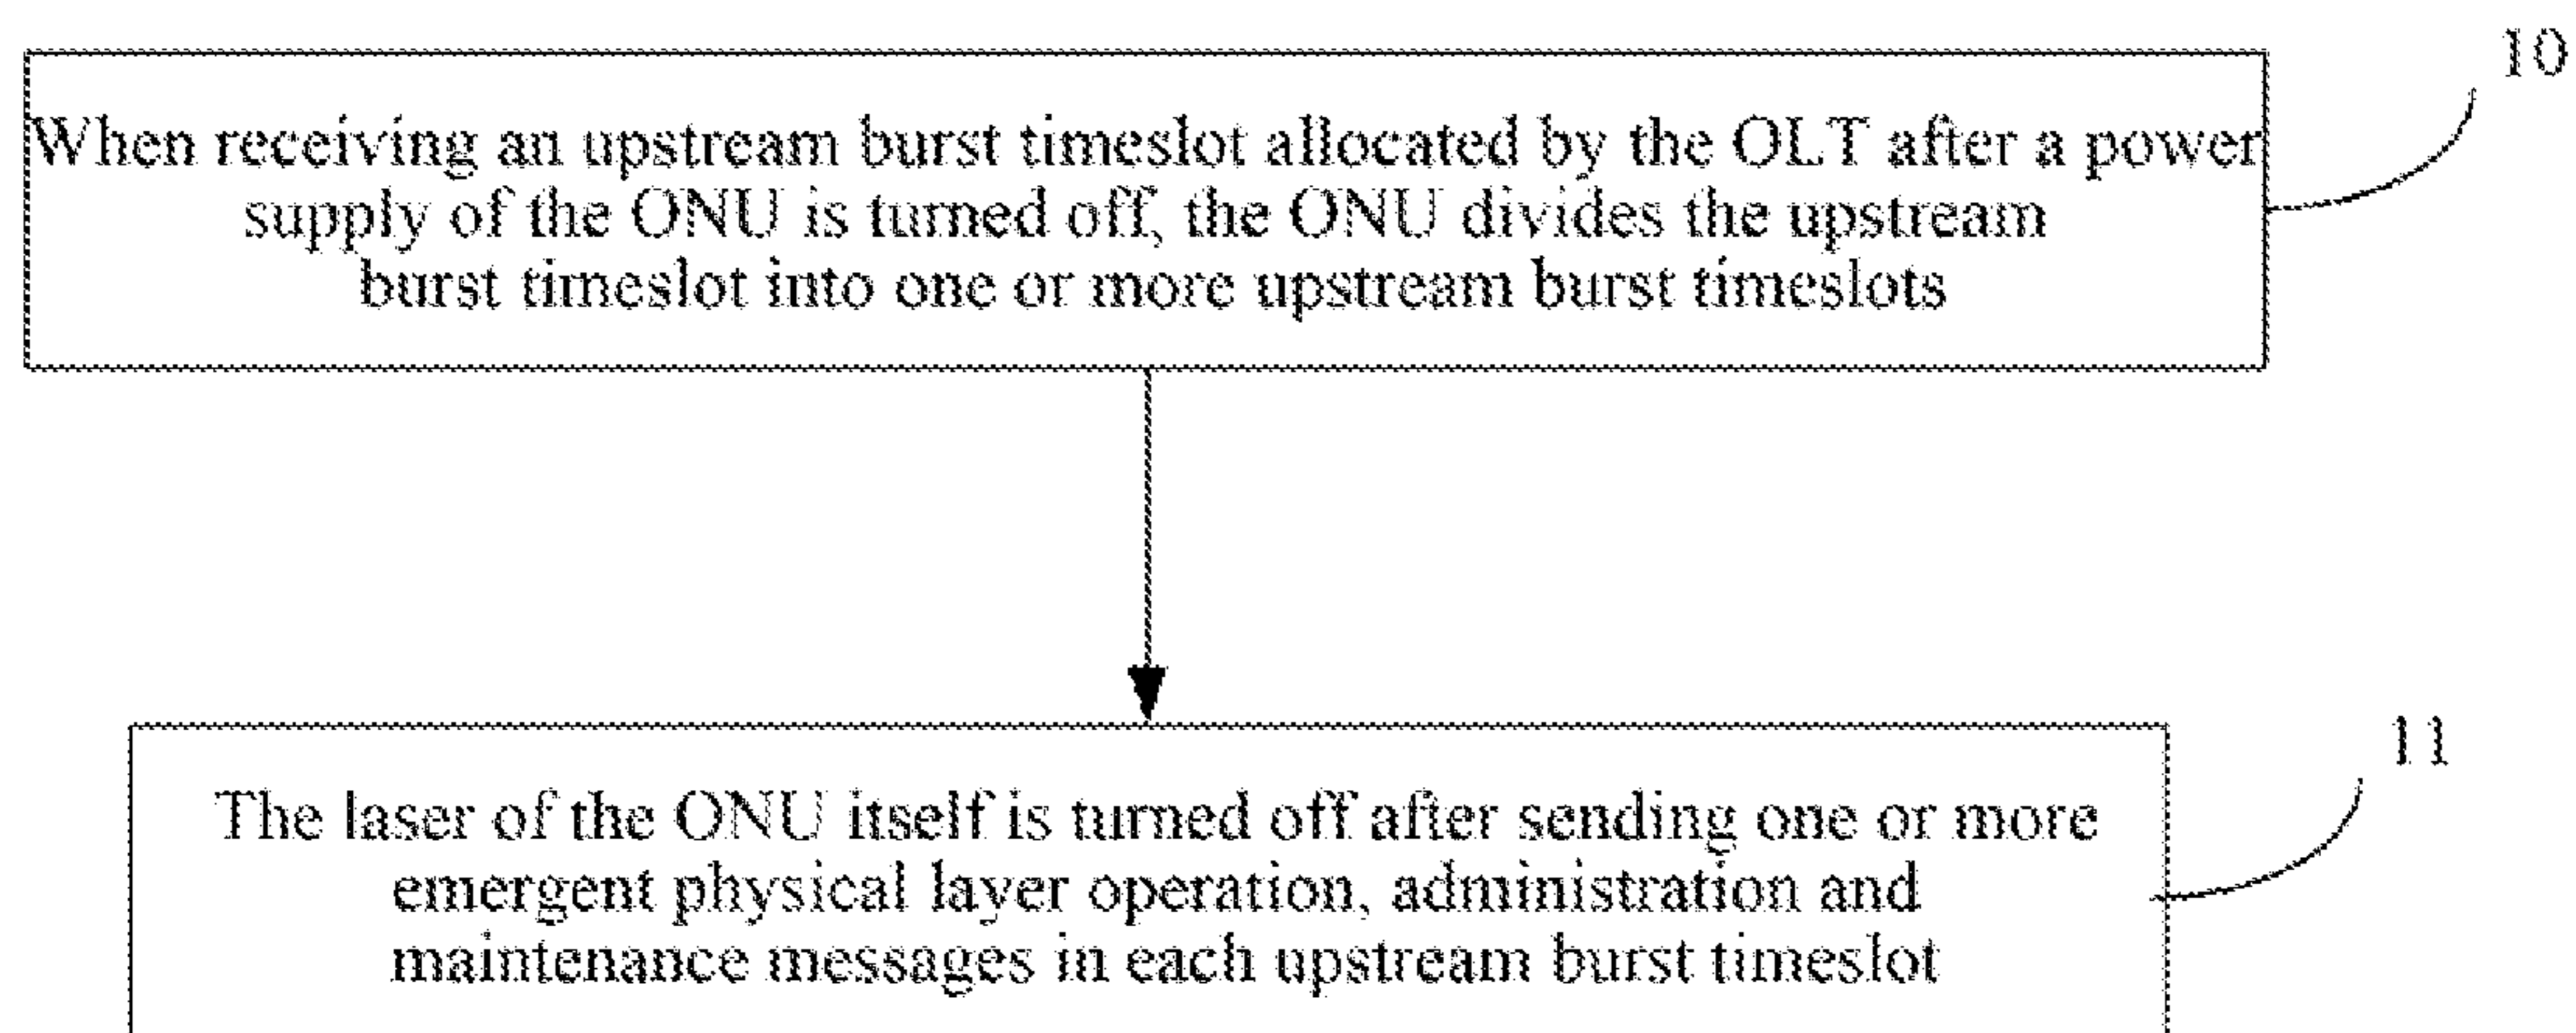 10
When receiving an upstream burst timeslot allocated by the OLT after a power
supply of the ONU is turned off, the ONU divides the upstream
burst timeslot into one or more upstream burst timeslots
11
The laser of the ONU itself is turned off after sending one or more
emergent physical layer operation, administration and
maintenance messages in each upstream burst timeslot